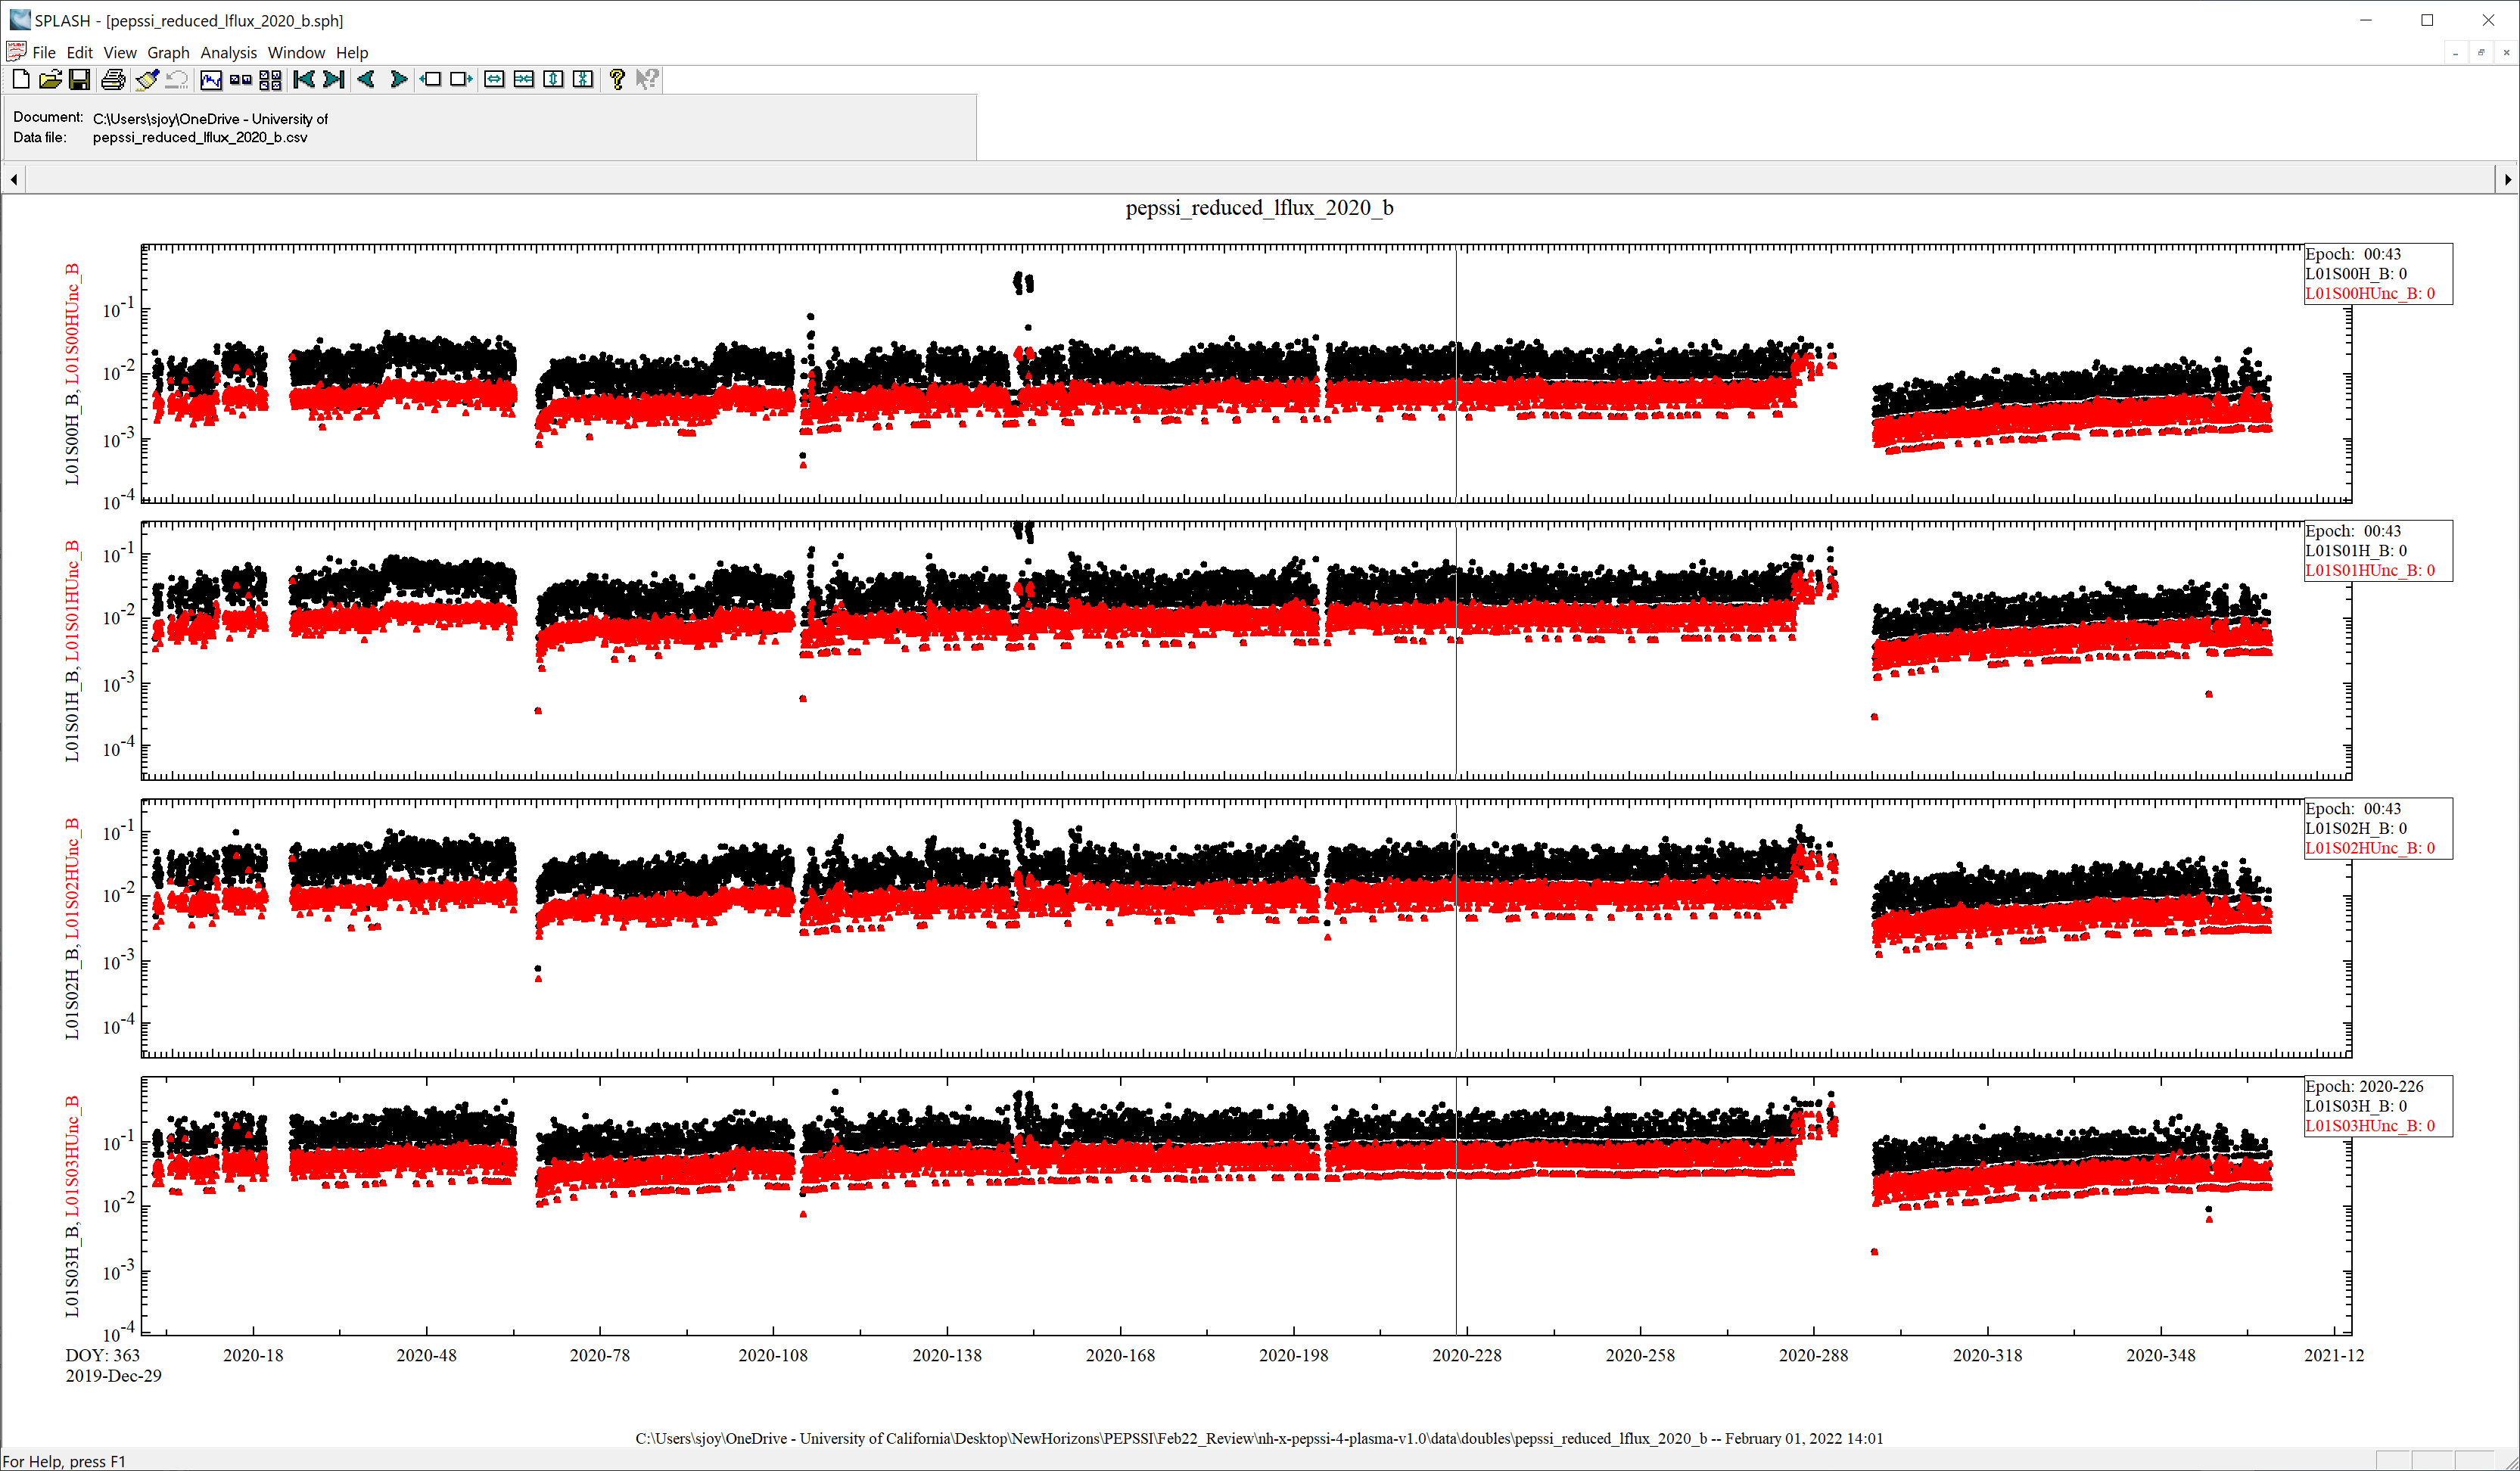 SPLASH - [pepssi_reduced_lflux_2020_b.sph]
File Edit View Graph Analysis Window Help
Document: C:\Users\sjoy\OneDrive - University of
Data file: pepssi_reduced_lflux_2020_b.csv
pepssi_reduced_lflux_2020_b
L01S00H_B, L01S00HUnc_B
10-1
10-2
10-3
10-4
Epoch: 00:43
L01S00H_B: 0
L01S00HUnc_B: 0
L01S01H_B, L01S01HUnc_B
10-1
10-2
10-3
10-4
Epoch: 00:43
L01S01H_B: 0
L01S01HUnc_B: 0
L01S02H_B, L01S02HUnc_B
10-1
10-2
10-3
10-4
Epoch: 00:43
L01S02H_B: 0
L01S02HUnc_B: 0
L01S03H_B, L01S03HUnc_B
10-1
10-2
10-3
10-4
Epoch: 2020-226
L01S03H_B: 0
L01S03HUnc_B: 0
DOY: 363 2020-18 2020-48 2020-78 2020-108 2020-138 2020-168 2020-198 2020-228 2020-258 2020-288 2020-318 2020-348 2021-12
2019-Dec-29
C:\Users\sjoy\OneDrive - University of California\Desktop\NewHorizons\PEPSSI\Feb22_Review\nh-x-pepssi-4-plasma-v1.0\data\doubles\pepssi_reduced_lflux_2020_b -- February 01, 2022 14:01
For Help, press F1